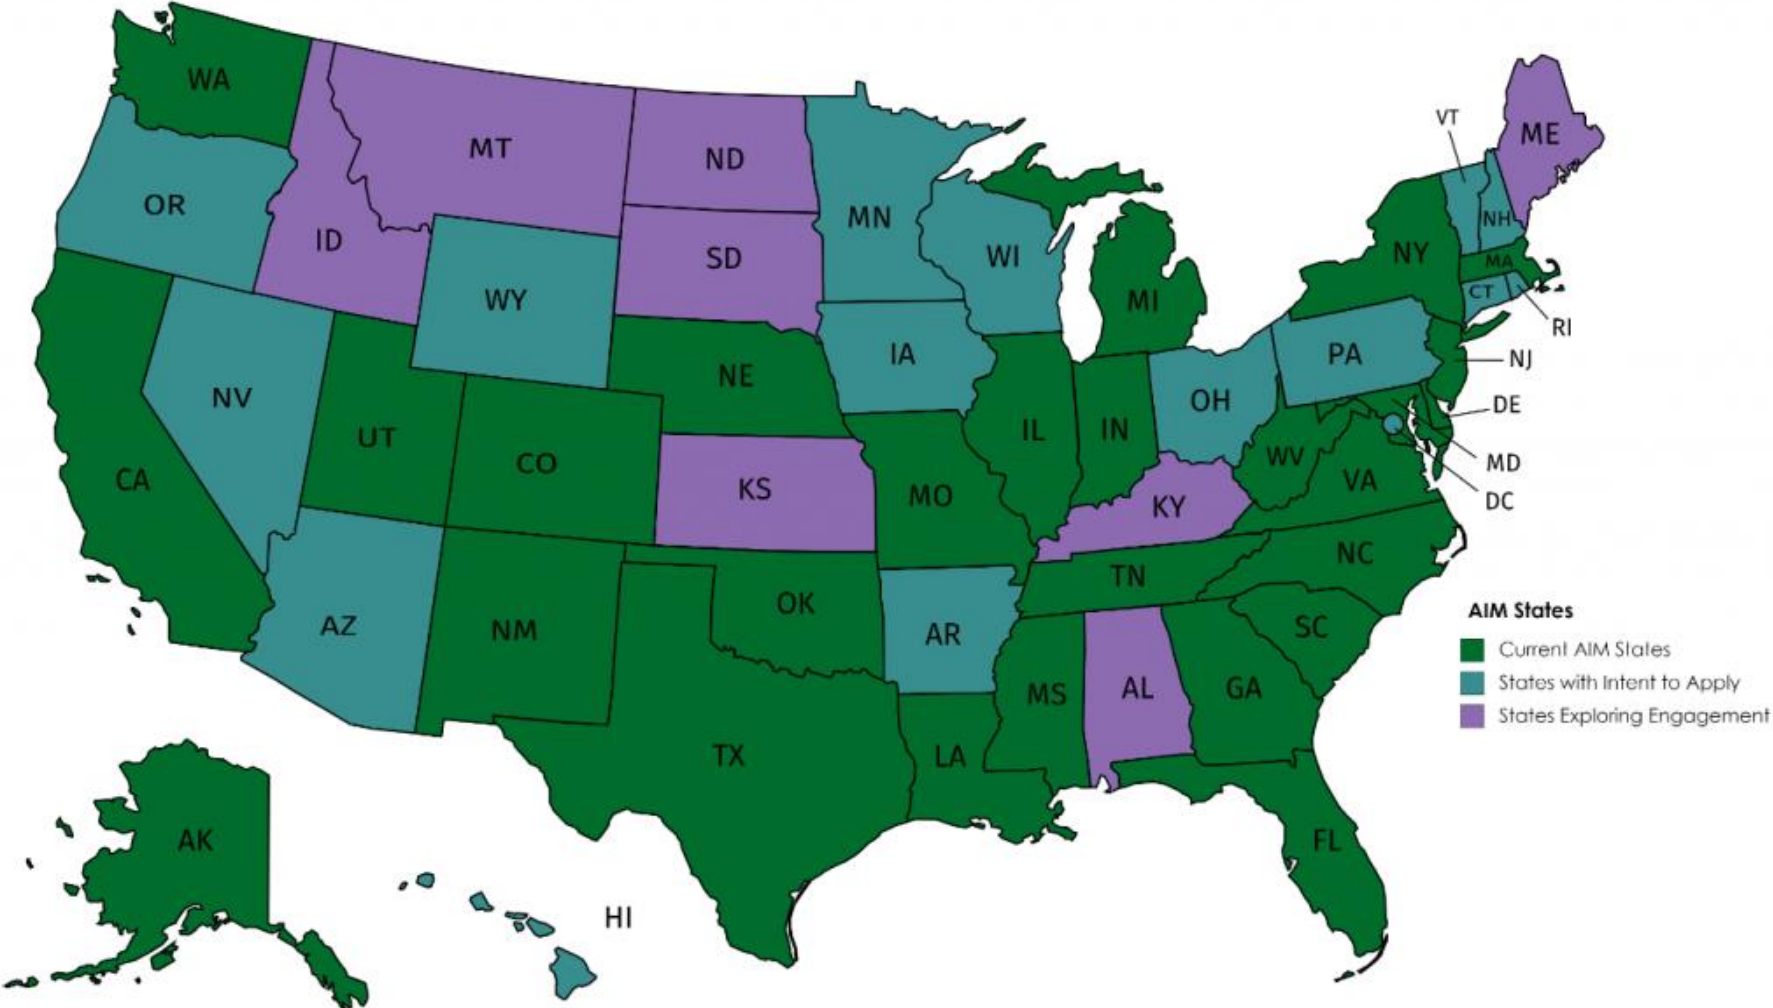 WA
MT
ND
VT
ME
OR
MN
NH
ID
SD
WI
NY
MA
WY
CT
MI
RI
IA
PA
NJ
NE
NV
OH
DE
UT
IL
IN
CO
WV
MD
CA
KS
MO
VA
DC
KY
NC
TN
OK
AIM States
AZ
NM
AR
SC
Current AIM States
MS
AL
GA
States with Intent to Apply
States Exploring Engagement
TX
LA
AK
FL
HI